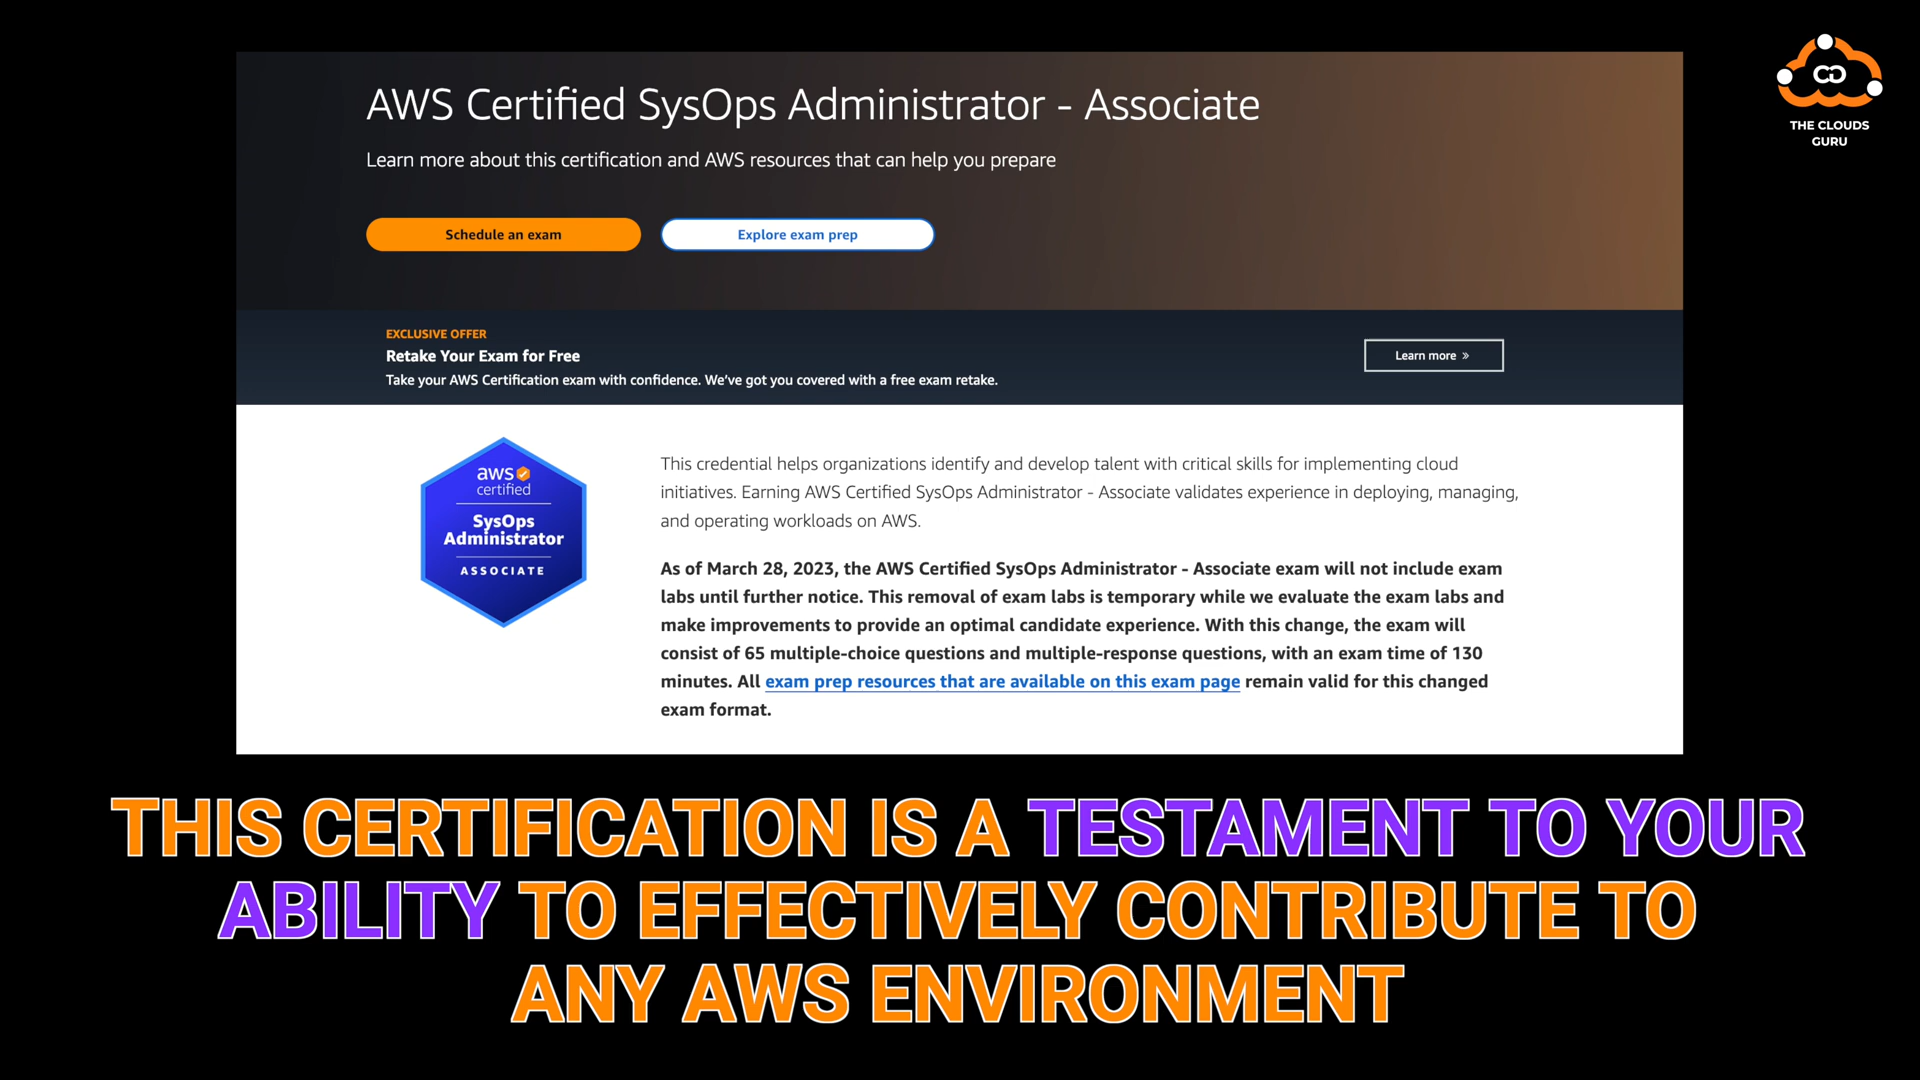 AWS Certified SysOps Administrator - Associate
Learn more about this certification and AWS resources that can help you prepare
Schedule an exam
Explore exam prep
CG
THE CLOUDS
GURU
EXCLUSIVE OFFER
Retake Your Exam for Free
Take your AWS Certification exam with confidence. We've got you covered with a free exam retake.
Learn more »
aws
certified
SysOps
Administrator
ASSOCIATE
This credential helps organizations identify and develop talent with critical skills for implementing cloud
initiatives. Earning AWS Certified SysOps Administrator - Associate validates experience in deploying, managing,
and operating workloads on AWS.
As of March 28, 2023, the AWS Certified SysOps Administrator - Associate exam will not include exam
labs until further notice. This removal of exam labs is temporary while we evaluate the exam labs and
make improvements to provide an optimal candidate experience. With this change, the exam will
consist of 65 multiple-choice questions and multiple-response questions, with an exam time of 130
minutes. All exam prep resources that are available on this exam page remain valid for this changed
exam format.
THIS CERTIFICATION IS A TESTAMENT TO YOUR
ABILITY TO EFFECTIVELY CONTRIBUTE TO
ANY AWS ENVIRONMENT